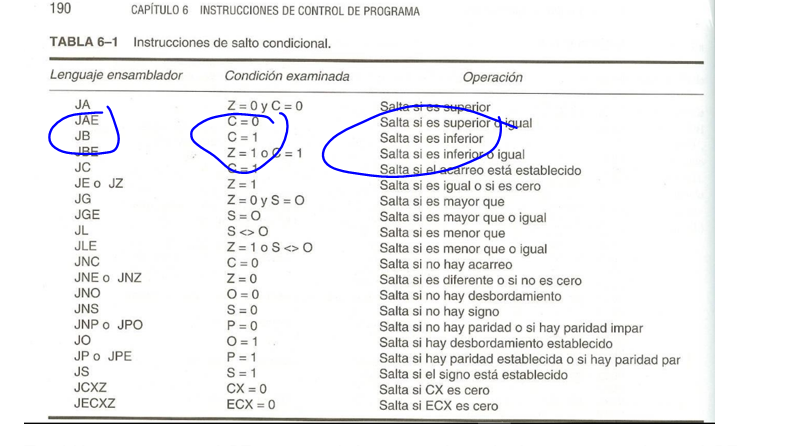 190 CAPÍTULO 6 INSTRUCCIONES DE CONTROL DE PROGRAMA
TABLA 6–1 Instrucciones de salto condicional.
Lenguaje ensamblador Condición examinada Operación
JA Z = 0 y C = 0 Salta si es superior
JAE C = 0 Salta si es superior o igual
JB C = 1 Salta si es inferior
JBE Z = 1 o C = 1 Salta si es inferior o igual
JC C = 1 Salta si el acarreo está establecido
JE o JZ Z = 1 Salta si es igual o si es cero
JG Z = 0 y S = O Salta si es mayor que
JGE S = O Salta si es mayor que o igual
JL S <> O Salta si es menor que
JLE Z = 1 o S <> O Salta si es menor que o igual
JNC C = 0 Salta si no hay acarreo
JNE o JNZ Z = 0 Salta si es diferente o si no es cero
JNO O = 0 Salta si no hay desbordamiento
JNS S = 0 Salta si no hay signo
JNP o JPO P = 0 Salta si no hay paridad o si hay paridad impar
JO O = 1 Salta si hay desbordamiento establecido
JP o JPE P = 1 Salta si hay paridad establecida o si hay paridad par
JS S = 1 Salta si el signo está establecido
JCXZ CX = 0 Salta si CX es cero
JECXZ ECX = 0 Salta si ECX es cero